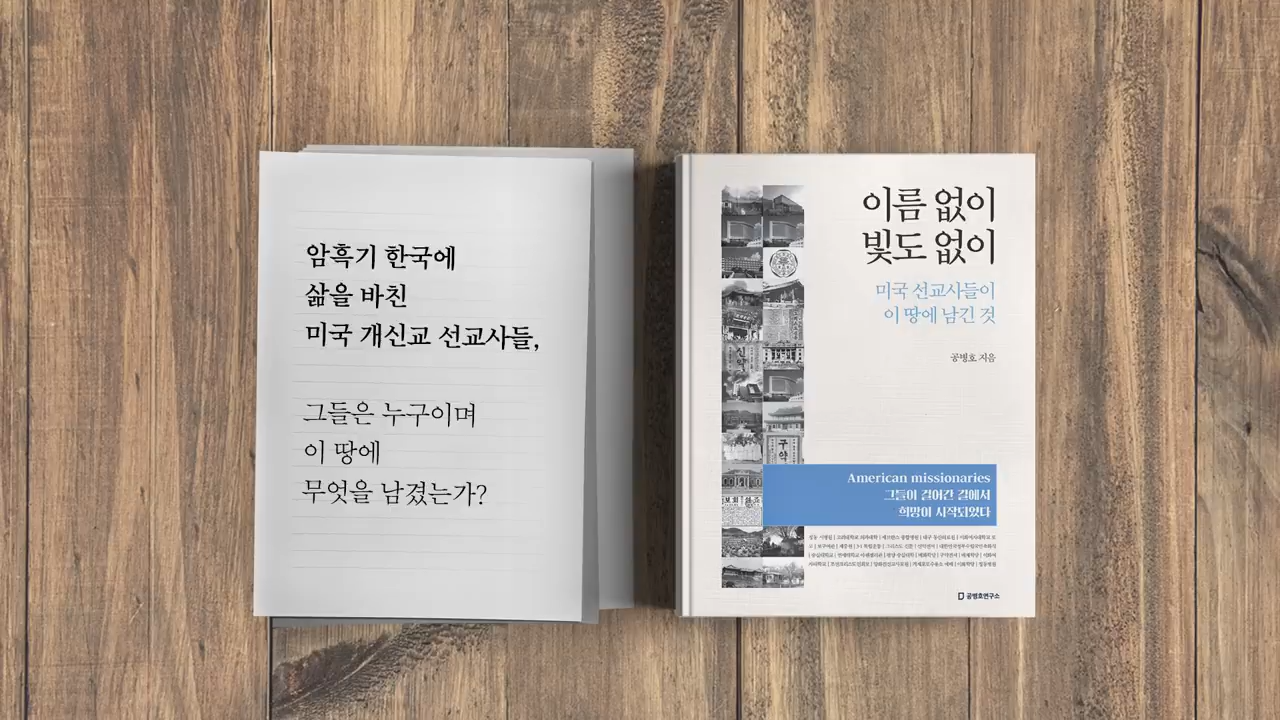 암흑기 한국에
삶을 바친
미국 개신교 선교사들,
그들은 누구이며
이 땅에
무엇을 남겼는가?
이름 없이
빛도 없이
미국 선교사들이
이 땅에 남긴 것
공병호 지음
구약
American missionaries
그들이 걸어간 길에서
희망이 시작되었다
공병호연구소